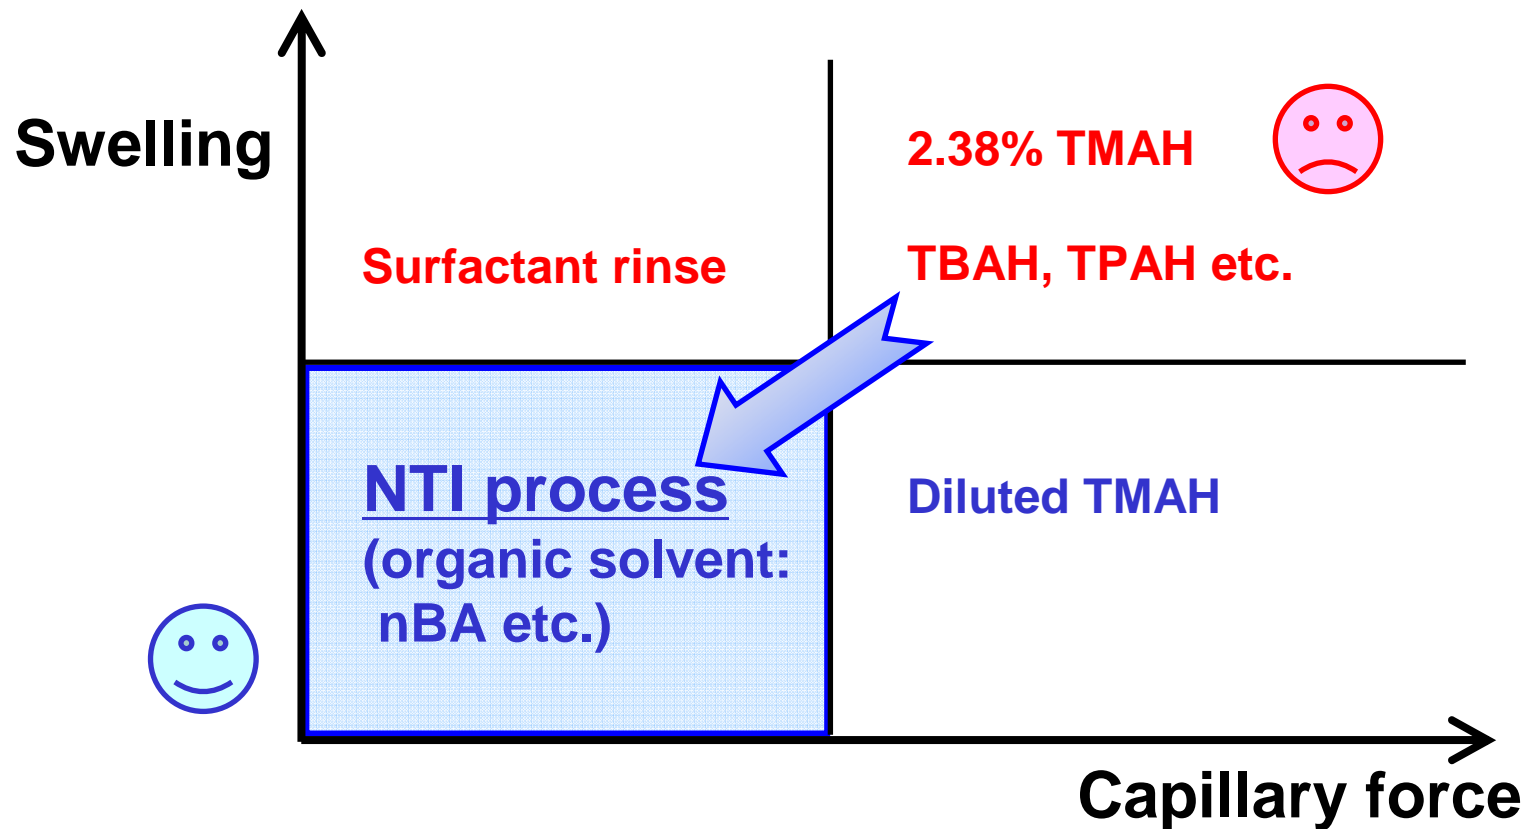 Swelling
2.38% TMAH
Surfactant rinse
TBAH, TPAH etc.
NTI process
(organic solvent:
nBA etc.)
Diluted TMAH
Capillary force